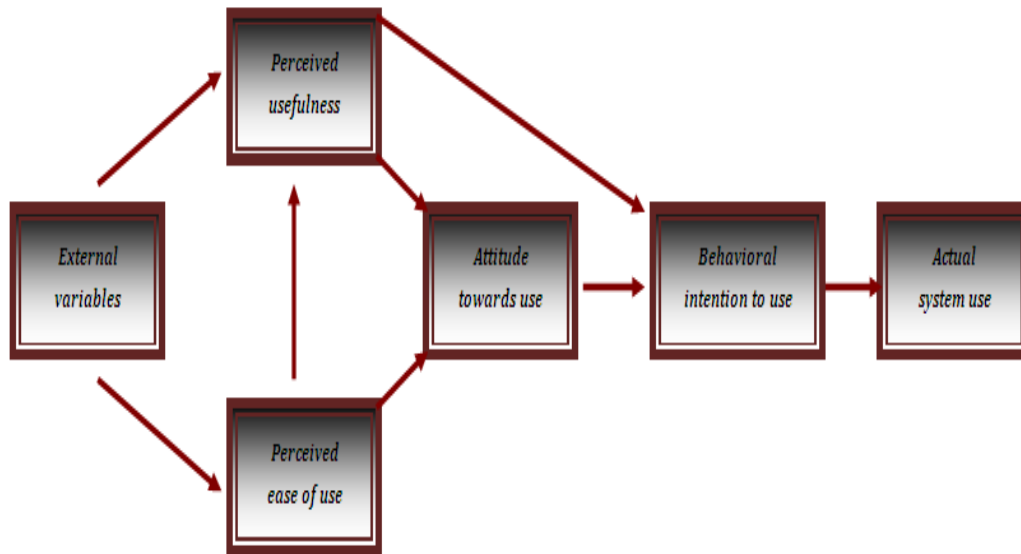 Perceived
usefulness
External
variables
Attitude
towards use
Behavioral
intention to use
Actual
system use
Perceived
ease of use